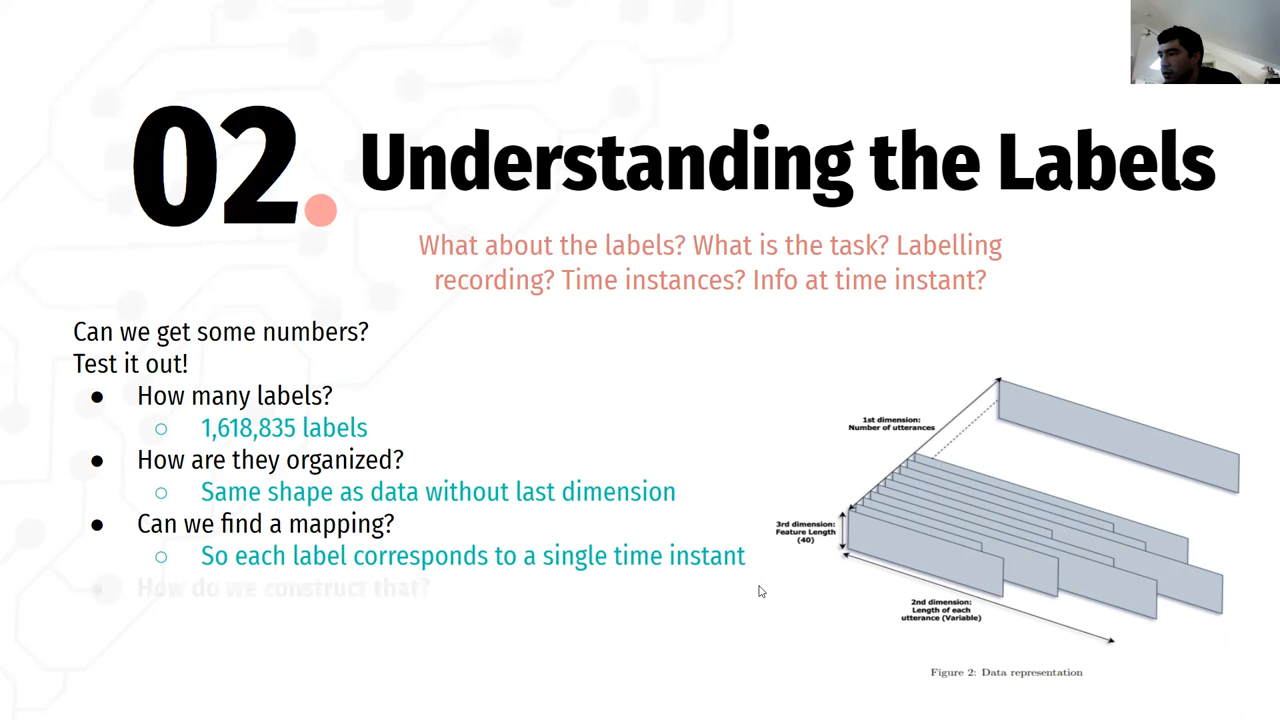 02.
Understanding the Labels
What about the labels? What is the task? Labelling
recording? Time instances? Info at time instant?
Can we get some numbers?
Test it out!
● How many labels?
○ 1,618,835 labels
● How are they organized?
○ Same shape as data without last dimension
● Can we find a mapping?
○ So each label corresponds to a single time instant
● How do we construct that?
1st dimension:
Number of utterances
3rd dimension:
Feature Length
(40)
2nd dimension:
Length of each
utterance (Variable)
Figure 2: Data representation